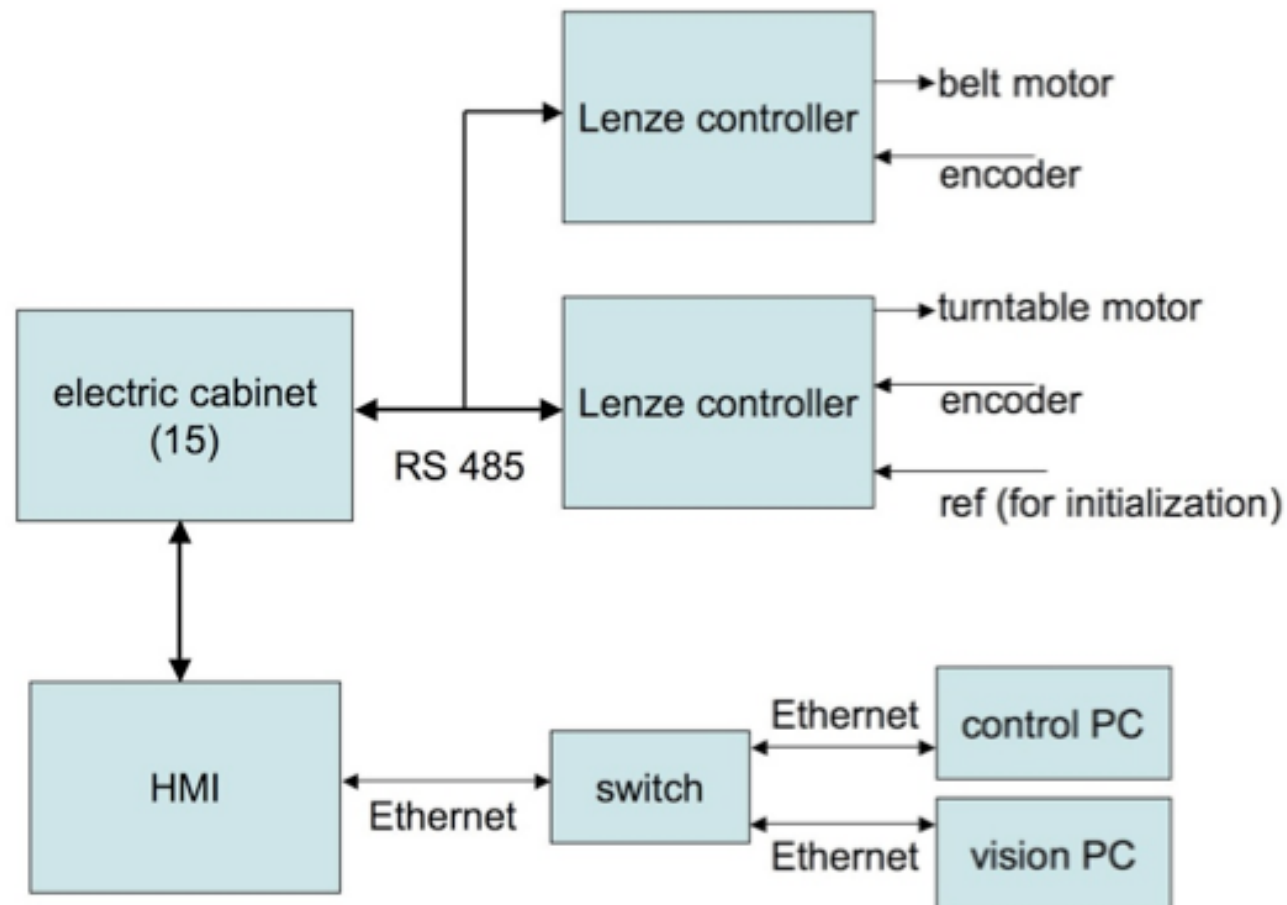 Lenze controller
belt motor
encoder
electric cabinet
(15)
RS 485
Lenze controller
turntable motor
encoder
ref (for initialization)
HMI
Ethernet
switch
Ethernet
control PC
Ethernet
vision PC